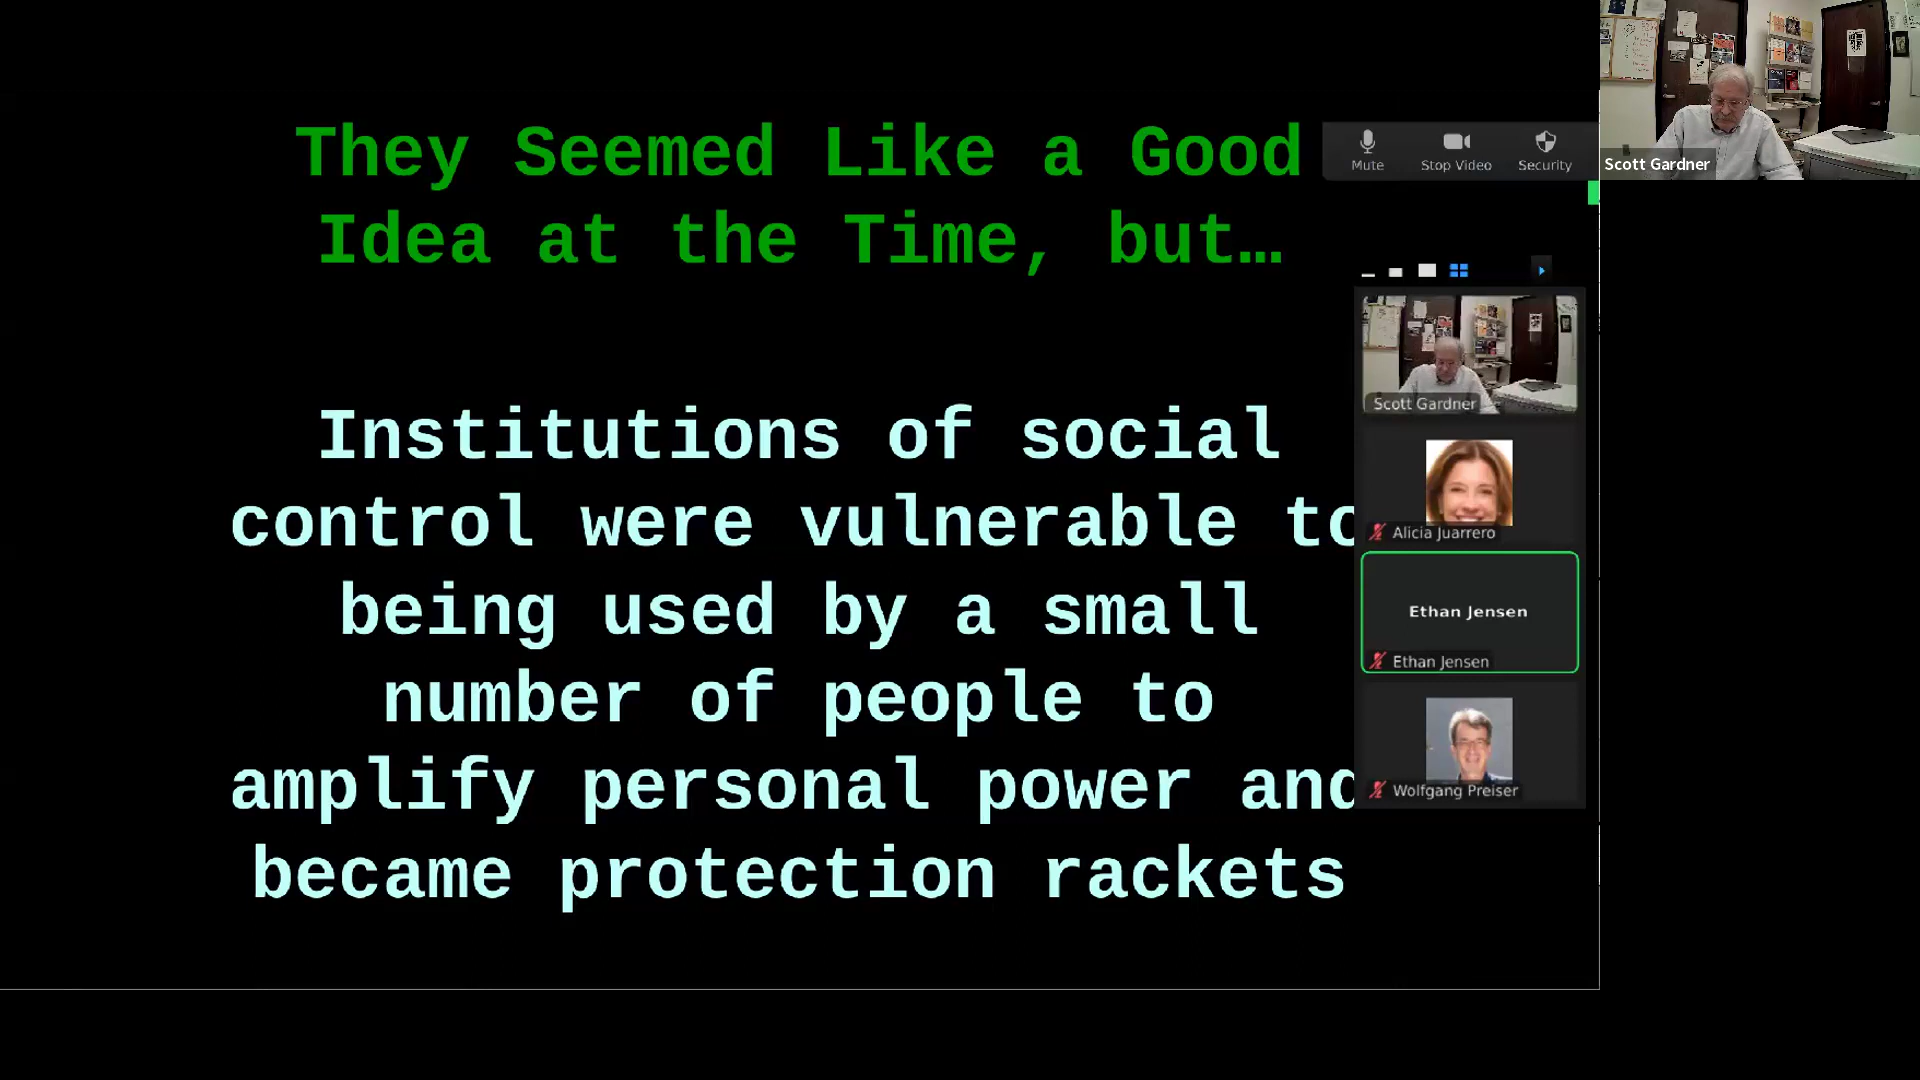 They Seemed Like a Good
Idea at the Time, but…
Institutions of social
control were vulnerable to
being used by a small
number of people to
amplify personal power and
became protection rackets
Mute
Stop Video
Security
Scott Gardner
Scott Gardner
Alicia Juarrero
Ethan Jensen
Ethan Jensen
Wolfgang Preiser